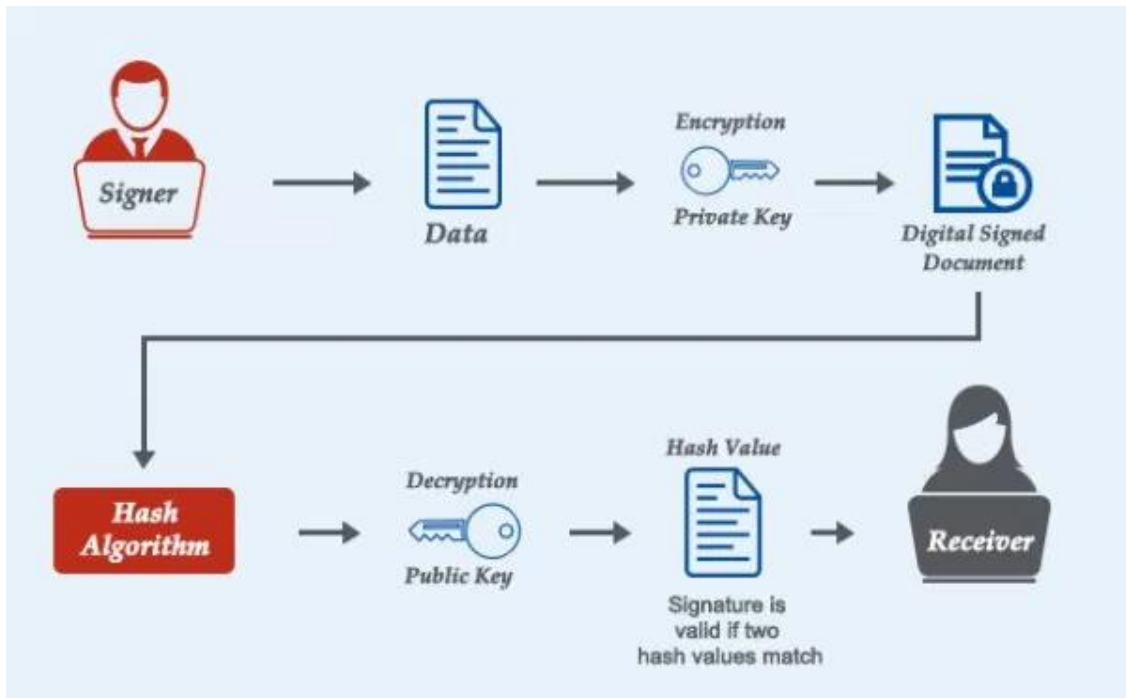 Signer
Data
Encryption
Private Key
Digital Signed
Document
Hash
Algorithm
Decryption
Public Key
Hash Value
Signature is
valid if two
hash values match
Receiver